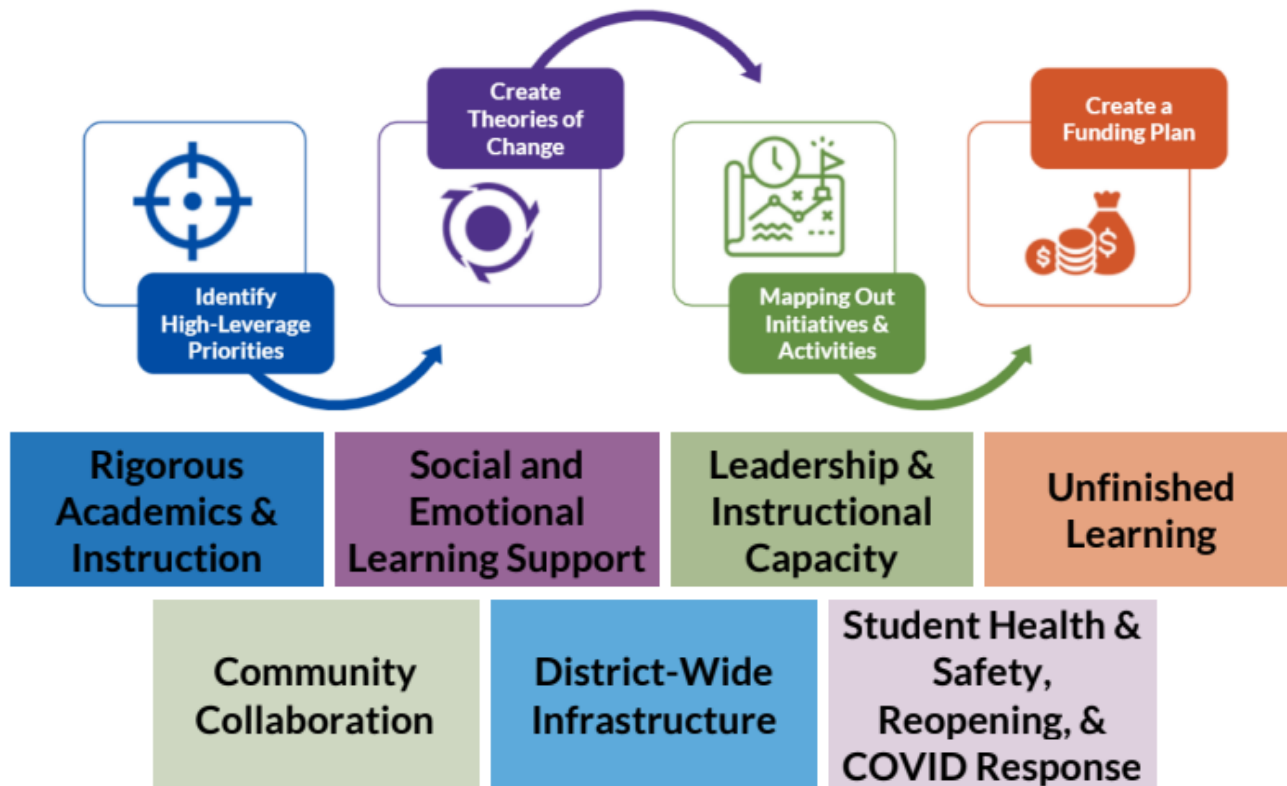 Create
Theories of
Change
Create a
Funding Plan
$
$
Identify
High-Leverage
Priorities
Mapping Out
Initiatives &
Activities
Rigorous
Academics &
Instruction
Social and
Emotional
Learning Support
Leadership &
Instructional
Capacity
Unfinished
Learning
Community
Collaboration
District-Wide
Infrastructure
Student Health &
Safety,
Reopening, &
COVID Response